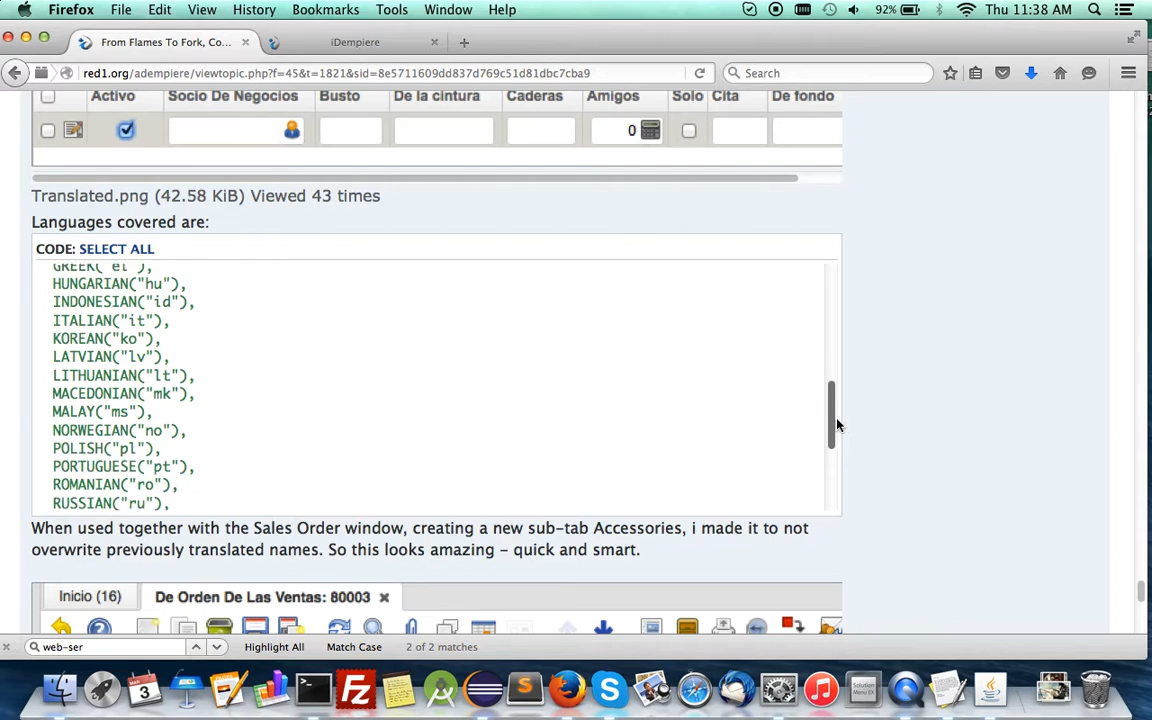 Firefox File Edit View History Bookmarks Tools Window Help 92% Thu 11:38 AM
From Flames To Fork, Co... iDempiere
red1.org/adempiere/viewtopic.php?f=45&t=1821&sid=8e5711609dd837d769c51d81dbc7cba9 Search
Activo Socio De Negocios Busto De la cintura Caderas Amigos Solo Cita De fondo
0
Translated.png (42.58 KiB) Viewed 43 times
Languages covered are:
CODE: SELECT ALL
GREEK("el"),
HUNGARIAN("hu"),
INDONESIAN("id"),
ITALIAN("it"),
KOREAN("ko"),
LATVIAN("lv"),
LITHUANIAN("lt"),
MACEDONIAN("mk"),
MALAY("ms"),
NORWEGIAN("no"),
POLISH("pl"),
PORTUGUESE("pt"),
ROMANIAN("ro"),
RUSSIAN("ru"),
When used together with the Sales Order window, creating a new sub-tab Accessories, i made it to not
overwrite previously translated names. So this looks amazing - quick and smart.
Inicio (16) De Orden De Las Ventas: 80003
web-ser Highlight All Match Case 2 of 2 matches